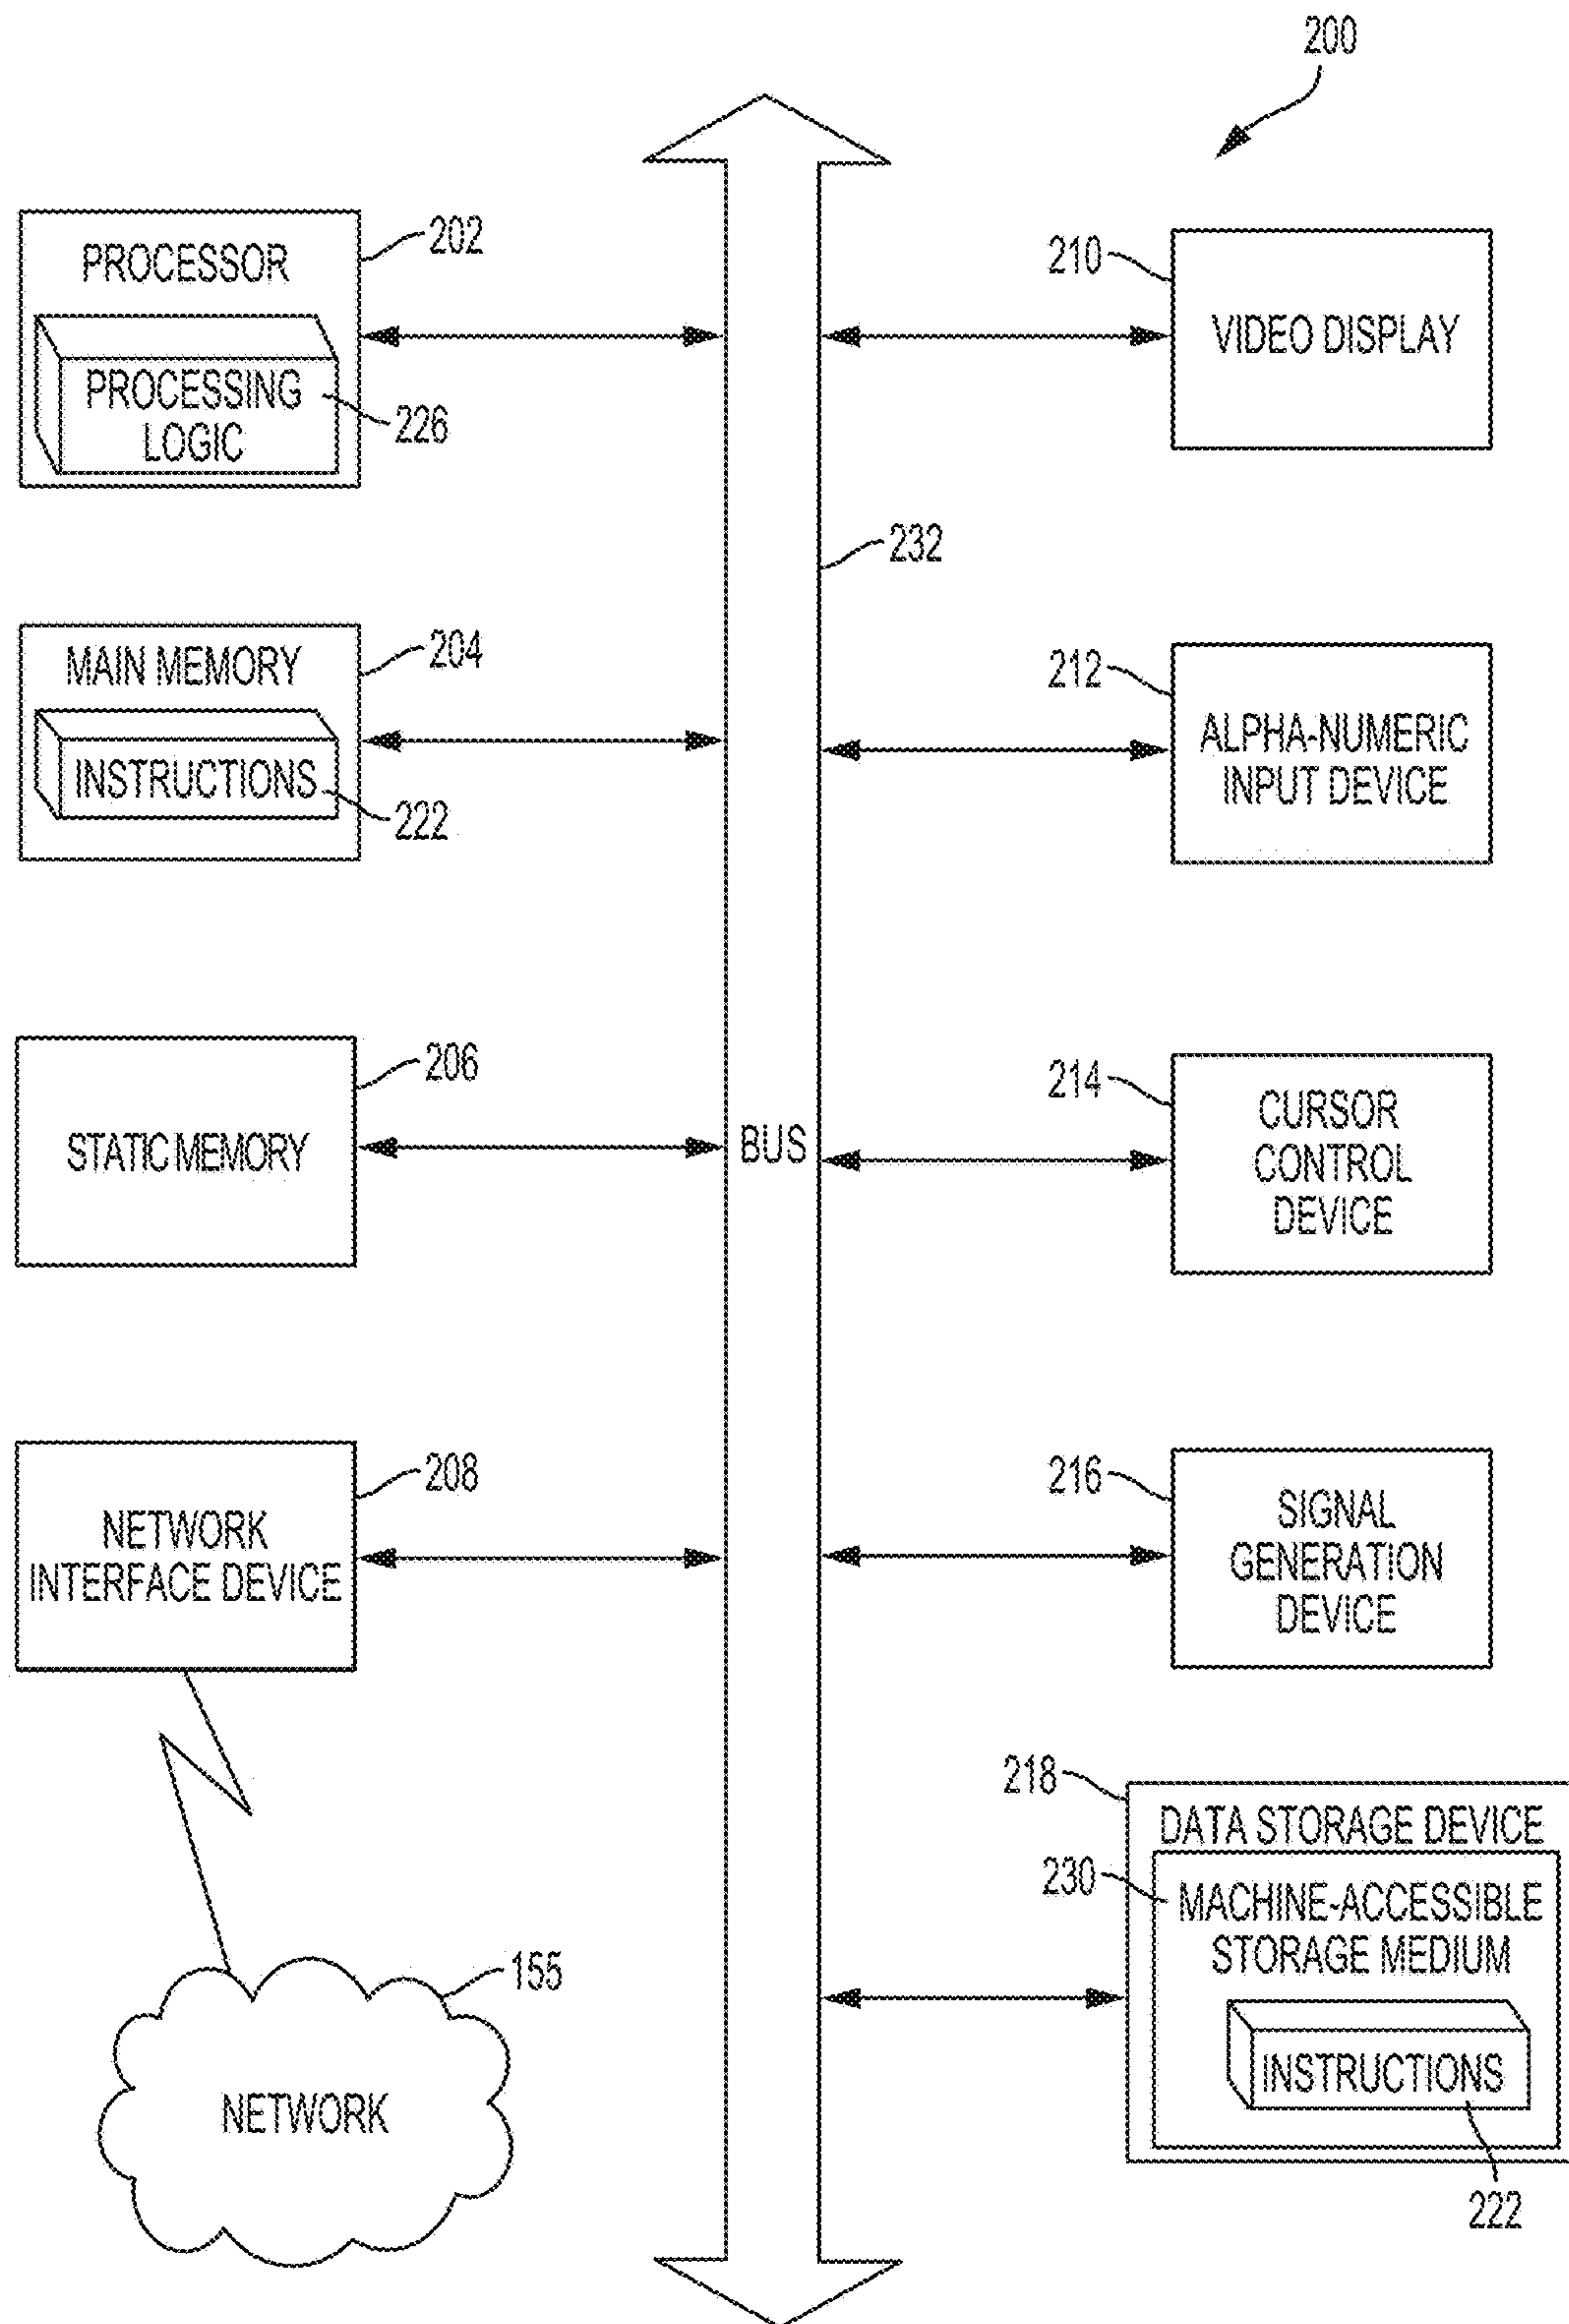 200
PROCESSOR
202
PROCESSING
LOGIC
226
210
VIDEO DISPLAY
232
MAIN MEMORY
204
INSTRUCTIONS
222
212
ALPHA-NUMERIC
INPUT DEVICE
206
STATIC MEMORY
BUS
214
CURSOR
CONTROL
DEVICE
208
NETWORK
INTERFACE DEVICE
216
SIGNAL
GENERATION
DEVICE
218
DATA STORAGE DEVICE
230
MACHINE-ACCESSIBLE
STORAGE MEDIUM
INSTRUCTIONS
222
155
NETWORK